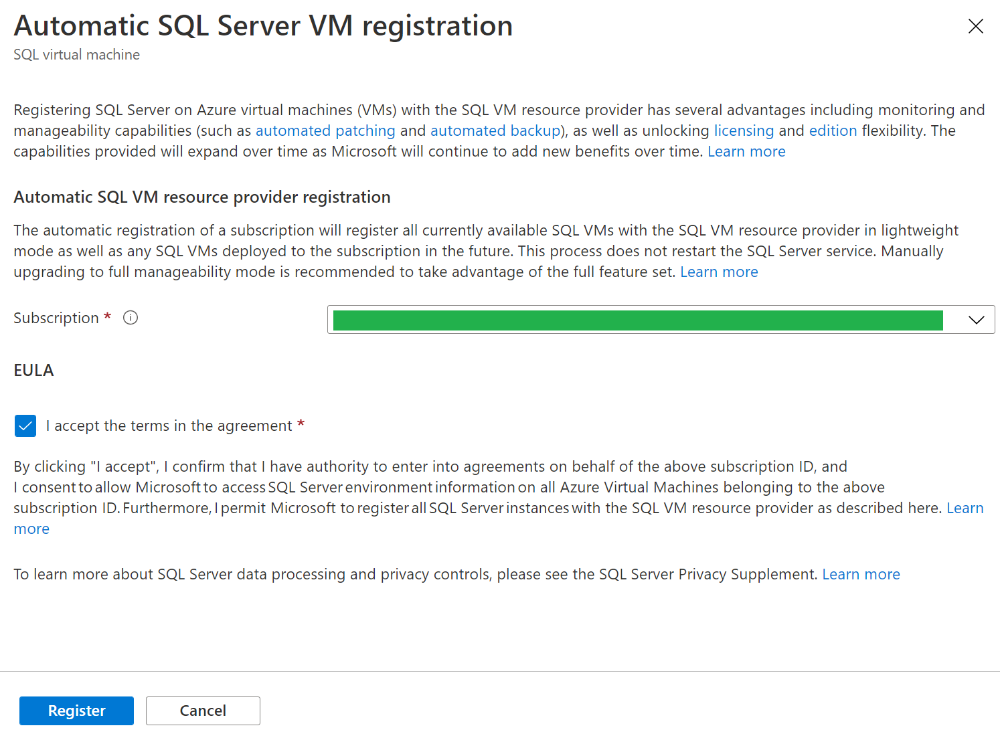 Automatic SQL Server VM registration
SQL virtual machine
Registering SQL Server on Azure virtual machines (VMs) with the SQL VM resource provider has several advantages including monitoring and
manageability capabilities (such as automated patching and automated backup), as well as unlocking licensing and edition flexibility. The
capabilities provided will expand over time as Microsoft will continue to add new benefits over time. Learn more
Automatic SQL VM resource provider registration
The automatic registration of a subscription will register all currently available SQL VMs with the SQL VM resource provider in lightweight
mode as well as any SQL VMs deployed to the subscription in the future. This process does not restart the SQL Server service. Manually
upgrading to full manageability mode is recommended to take advantage of the full feature set. Learn more
Subscription *
EULA
I accept the terms in the agreement *
By clicking "I accept", I confirm that I have authority to enter into agreements on behalf of the above subscription ID, and
I consent to allow Microsoft to access SQL Server environment information on all Azure Virtual Machines belonging to the above
subscription ID. Furthermore, I permit Microsoft to register all SQL Server instances with the SQL VM resource provider as described here. Learn
more
To learn more about SQL Server data processing and privacy controls, please see the SQL Server Privacy Supplement. Learn more
Register
Cancel